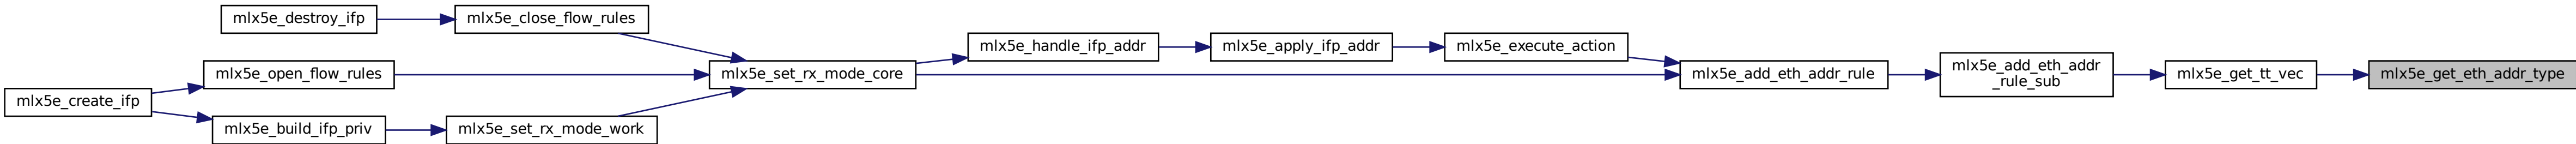 mlx5e_destroy_ifp
mlx5e_close_flow_rules
mlx5e_handle_ifp_addr
mlx5e_apply_ifp_addr
mlx5e_execute_action
mlx5e_open_flow_rules
mlx5e_set_rx_mode_core
mlx5e_add_eth_addr_rule
mlx5e_add_eth_addr
_rule_sub
mlx5e_get_tt_vec
mlx5e_get_eth_addr_type
mlx5e_create_ifp
mlx5e_build_ifp_priv
mlx5e_set_rx_mode_work